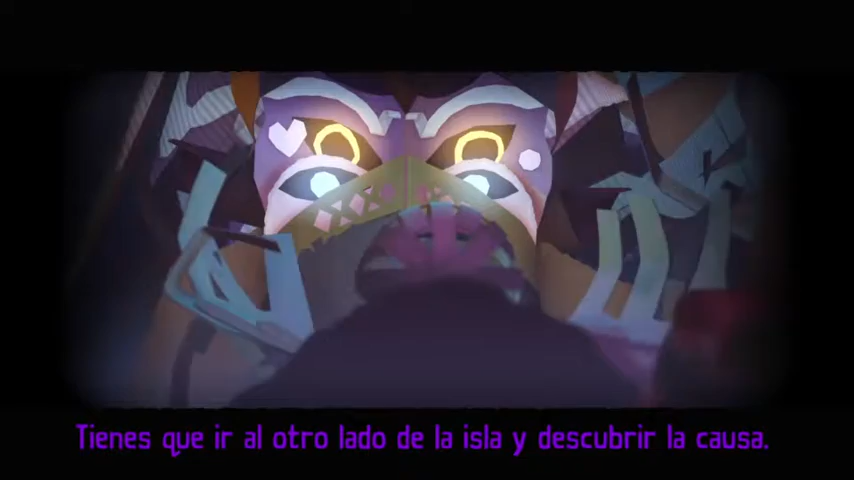 Tienes que ir al otro lado de la isla y descubrir la causa.